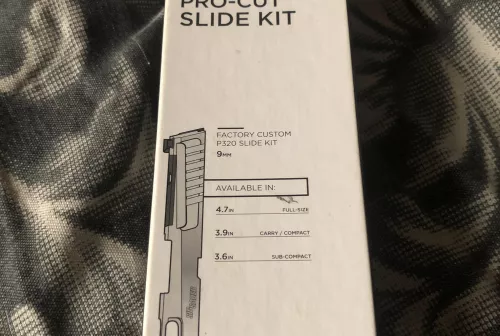 PRO-CUT
SLIDE KIT
FACTORY CUSTOM
P320 SLIDE KIT
9MM
AVAILABLE IN:
4.7IN FULL-SIZE
3.9IN CARRY / COMPACT
3.6IN SUB-COMPACT